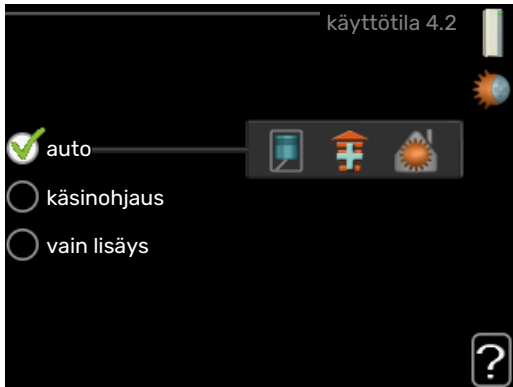 käyttötila 4.2
auto
käsinohjaus
vain lisäys
?